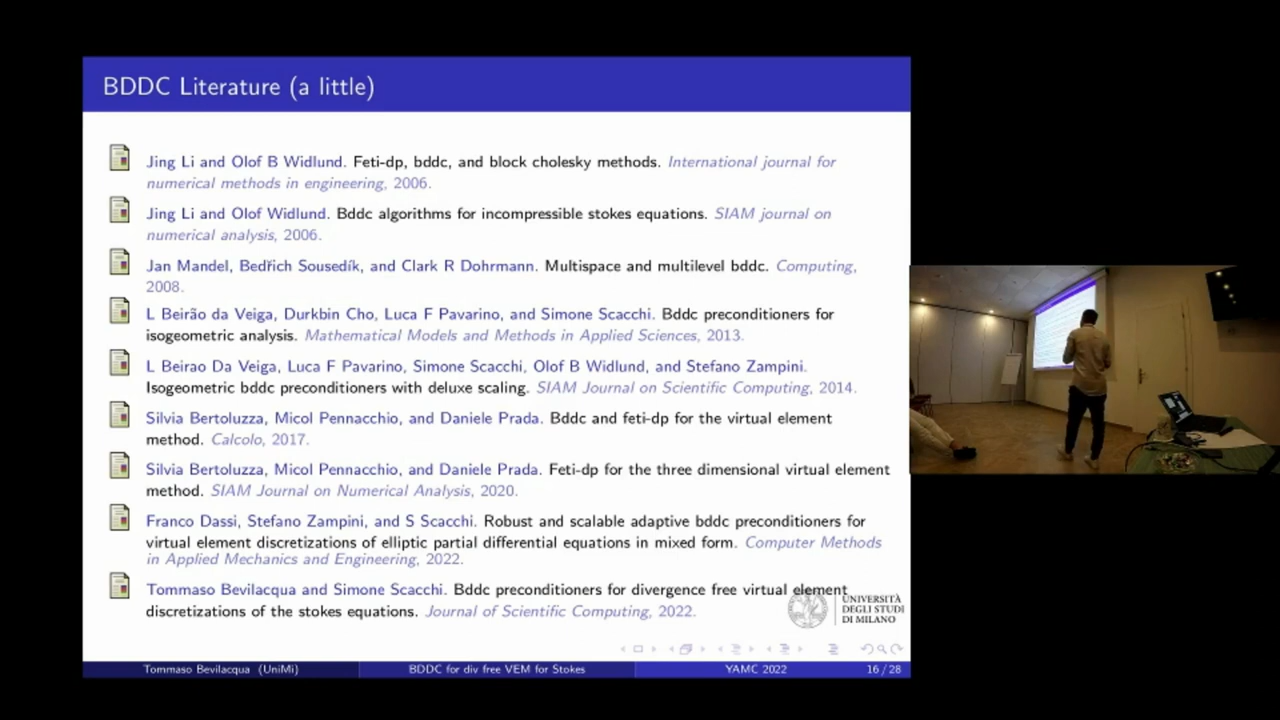 BDDC Literature (a little)
Jing Li and Olof B Widlund. Feti-dp, bddc, and block cholesky methods. International journal for
numerical methods in engineering, 2006.
Jing Li and Olof Widlund. Bddc algorithms for incompressible stokes equations. SIAM journal on
numerical analysis, 2006.
Jan Mandel, Bedřich Sousedík, and Clark R Dohrmann. Multispace and multilevel bddc. Computing,
2008.
L Beirão da Veiga, Durkbin Cho, Luca F Pavarino, and Simone Scacchi. Bddc preconditioners for
isogeometric analysis. Mathematical Models and Methods in Applied Sciences, 2013.
L Beirao Da Veiga, Luca F Pavarino, Simone Scacchi, Olof B Widlund, and Stefano Zampini.
Isogeometric bddc preconditioners with deluxe scaling. SIAM Journal on Scientific Computing, 2014.
Silvia Bertoluzza, Micol Pennacchio, and Daniele Prada. Bddc and feti-dp for the virtual element
method. Calcolo, 2017.
Silvia Bertoluzza, Micol Pennacchio, and Daniele Prada. Feti-dp for the three dimensional virtual element
method. SIAM Journal on Numerical Analysis, 2020.
Franco Dassi, Stefano Zampini, and S Scacchi. Robust and scalable adaptive bddc preconditioners for
virtual element discretizations of elliptic partial differential equations in mixed form. Computer Methods
in Applied Mechanics and Engineering, 2022.
Tommaso Bevilacqua and Simone Scacchi. Bddc preconditioners for divergence free virtual element
discretizations of the stokes equations. Journal of Scientific Computing, 2022.
UNIVERSITÀ
DEGLI STUDI
DI MILANO
Tommaso Bevilacqua (UniMi) BDDC for div free VEM for Stokes YAMC 2022 16 / 28